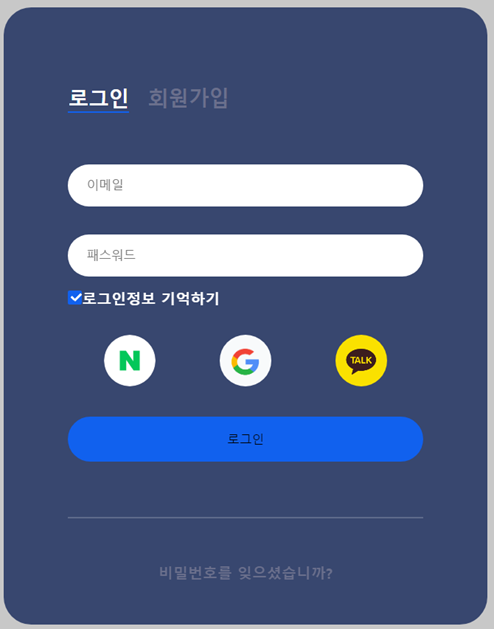 로그인 회원가입
이메일
패스워드
로그인정보 기억하기
N G TALK
로그인
비밀번호를 잊으셨습니까?